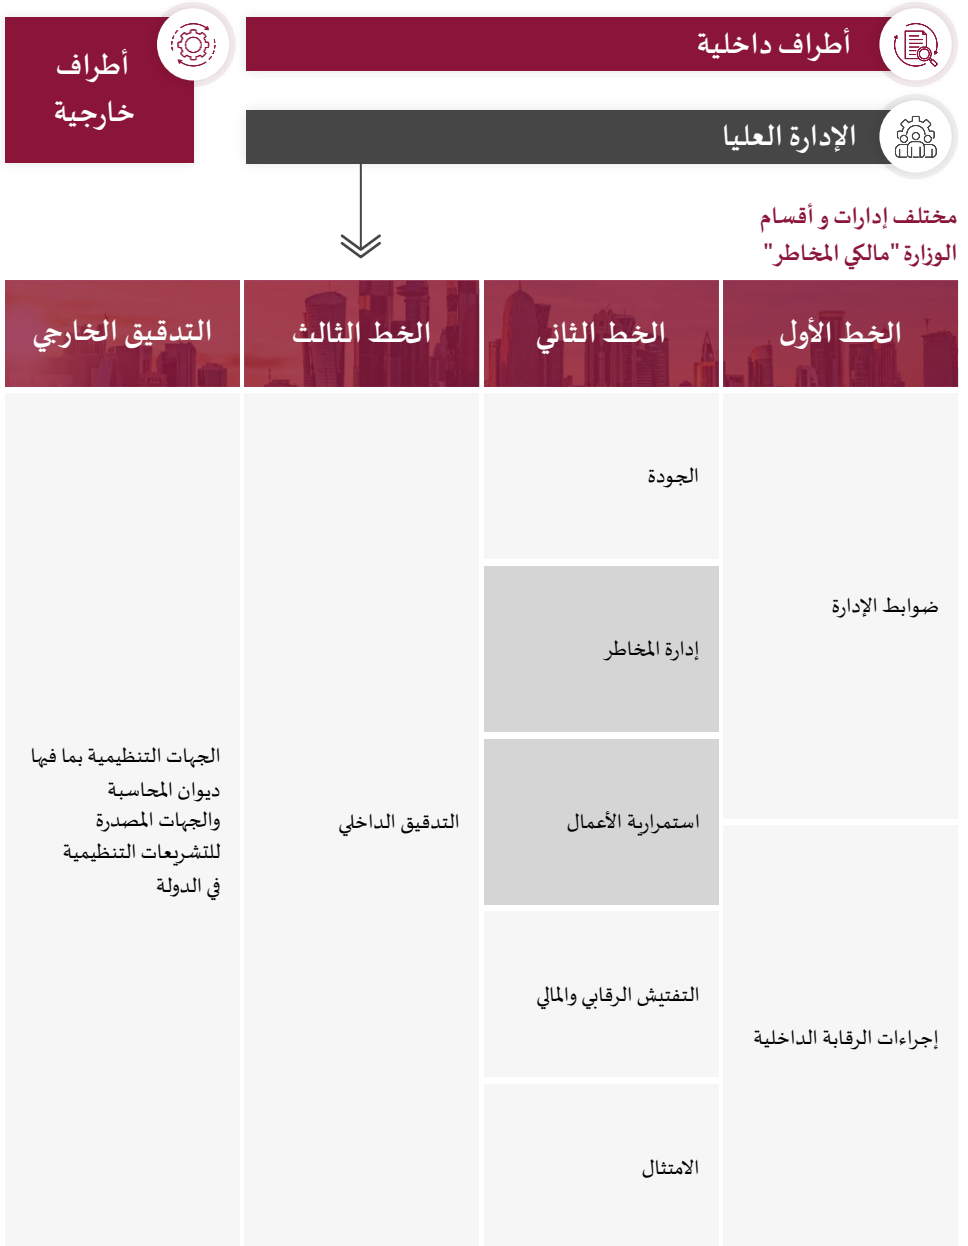 أطراف داخلية
أطراف
خارجية
الإدارة العليا
مختلف إدارات و أقسام
الوزارة "مالكي المخاطر"
الخط الأول
الخط الثاني
الخط الثالث
التدقيق الخارجي
ضوابط الإدارة
إجراءات الرقابة الداخلية
الجودة
إدارة المخاطر
استمرارية الأعمال
التفتيش الرقابي والمالي
الامتثال
التدقيق الداخلي
الجهات التنظيمية بما فيها
ديوان المحاسبة
والجهات المصدرة
للتشريعات التنظيمية
في الدولة